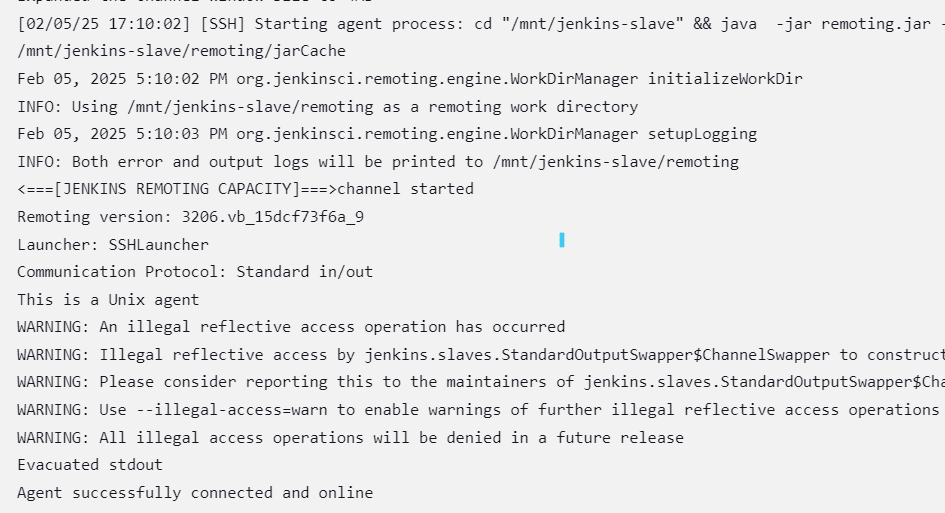 [02/05/25 17:10:02] [SSH] Starting agent process: cd "/mnt/jenkins-slave" && java  -jar remoting.jar -
/mnt/jenkins-slave/remoting/jarCache
Feb 05, 2025 5:10:02 PM org.jenkinsci.remoting.engine.WorkDirManager initializeWorkDir
INFO: Using /mnt/jenkins-slave/remoting as a remoting work directory
Feb 05, 2025 5:10:03 PM org.jenkinsci.remoting.engine.WorkDirManager setupLogging
INFO: Both error and output logs will be printed to /mnt/jenkins-slave/remoting
<===[JENKINS REMOTING CAPACITY]===>channel started
Remoting version: 3206.vb_15dcf73f6a_9
Launcher: SSHLauncher
Communication Protocol: Standard in/out
This is a Unix agent
WARNING: An illegal reflective access operation has occurred
WARNING: Illegal reflective access by jenkins.slaves.StandardOutputSwapper$ChannelSwapper to construct
WARNING: Please consider reporting this to the maintainers of jenkins.slaves.StandardOutputSwapper$Cha
WARNING: Use --illegal-access=warn to enable warnings of further illegal reflective access operations
WARNING: All illegal access operations will be denied in a future release
Evacuated stdout
Agent successfully connected and online